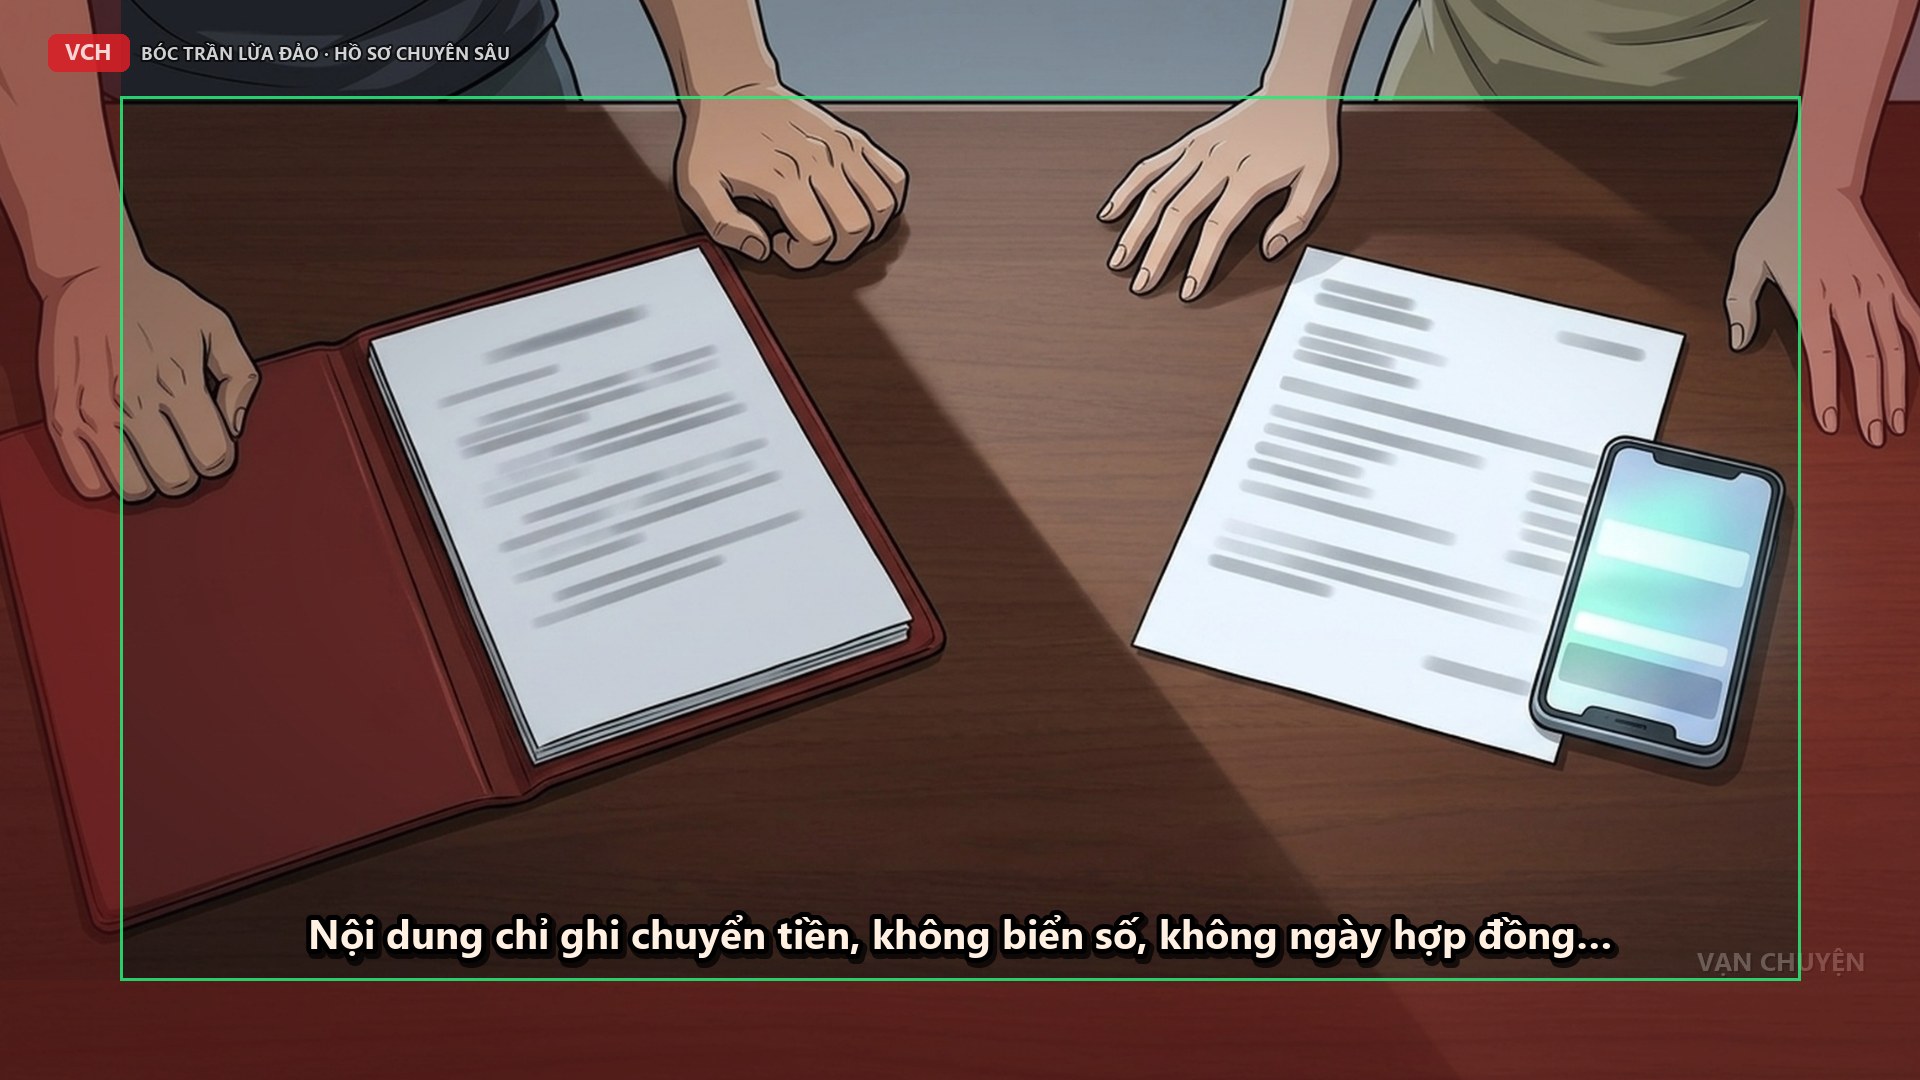 VCH BÓC TRẦN LỪA ĐẢO · HỒ SƠ CHUYÊN SÂU
Nội dung chỉ ghi chuyển tiền, không biển số, không ngày hợp đồng...
VẠN CHUYỆN